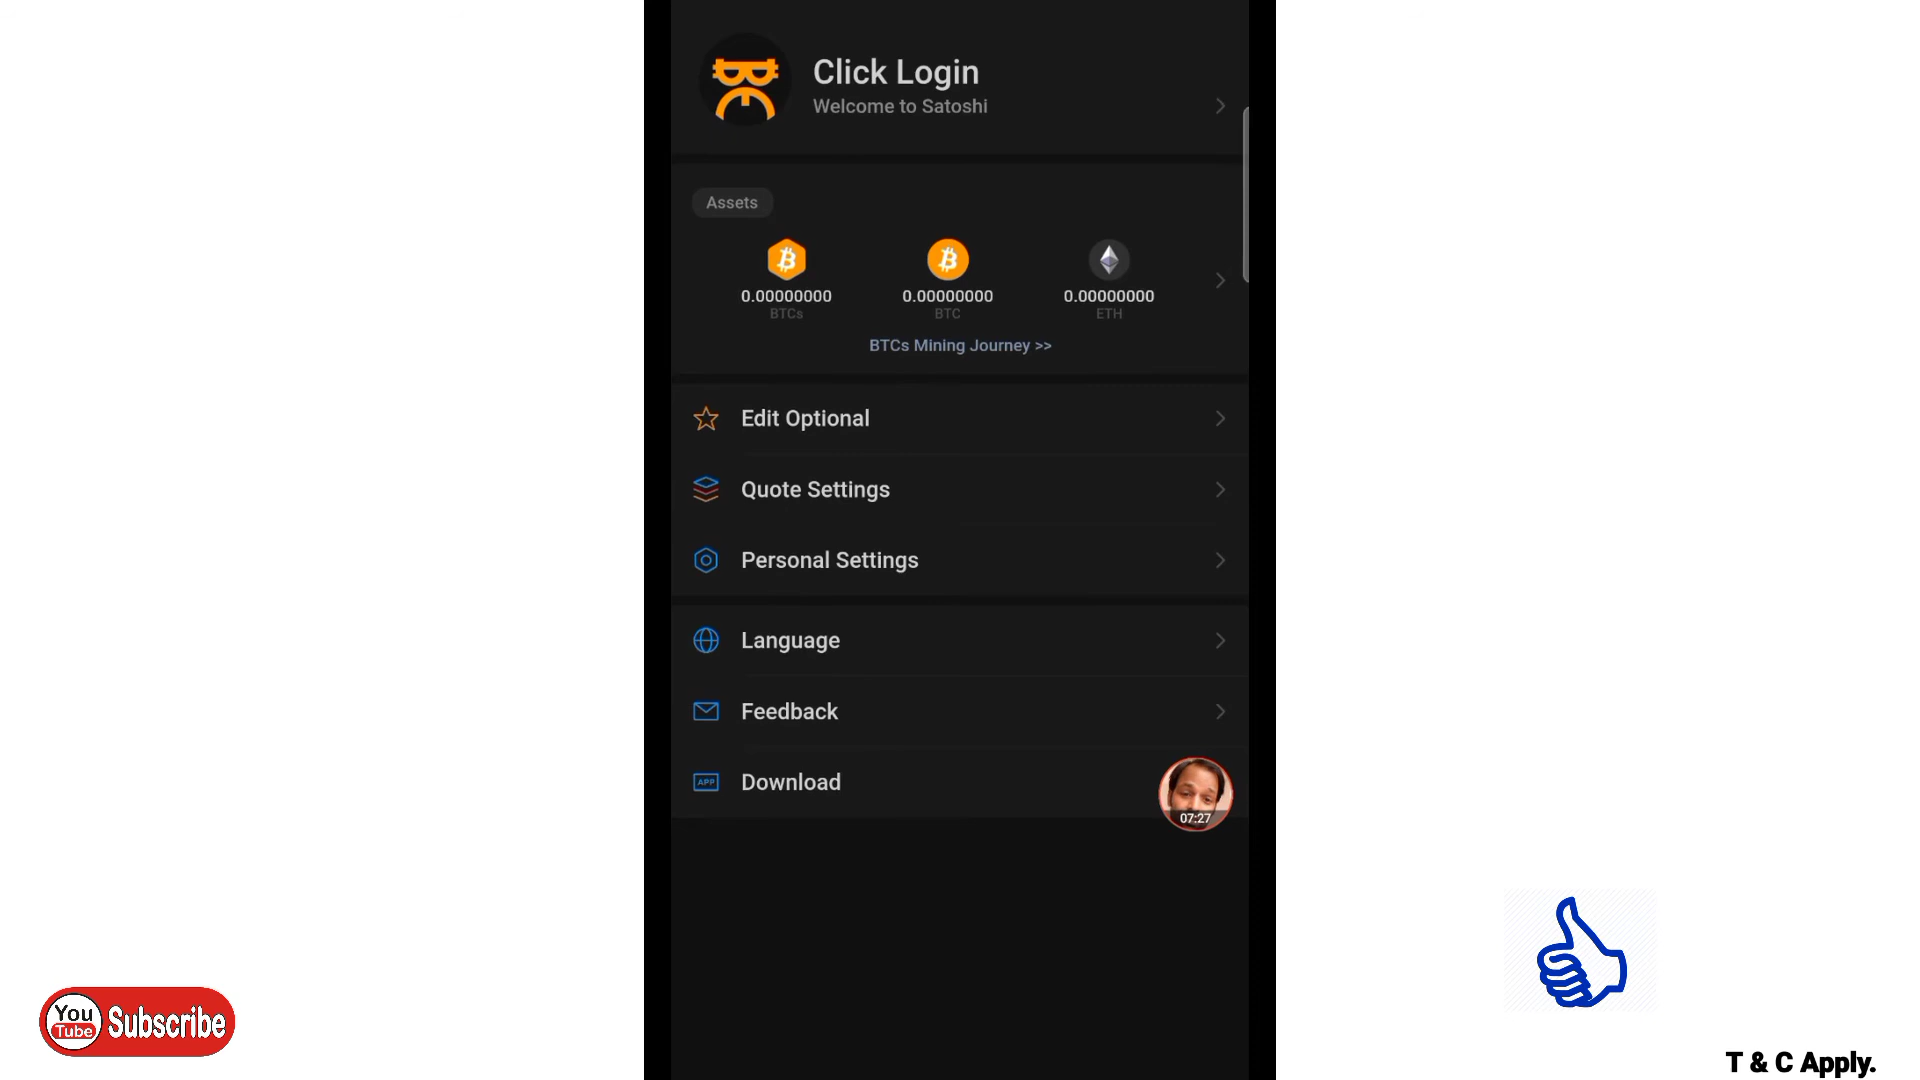 Click Login
Welcome to Satoshi
Assets
0.00000000
BTCs
0.00000000
BTC
0.00000000
ETH
BTCs Mining Journey >>
Edit Optional
Quote Settings
Personal Settings
Language
Feedback
APP
Download
07:27
You
Tube
Subscribe
T & C Apply.